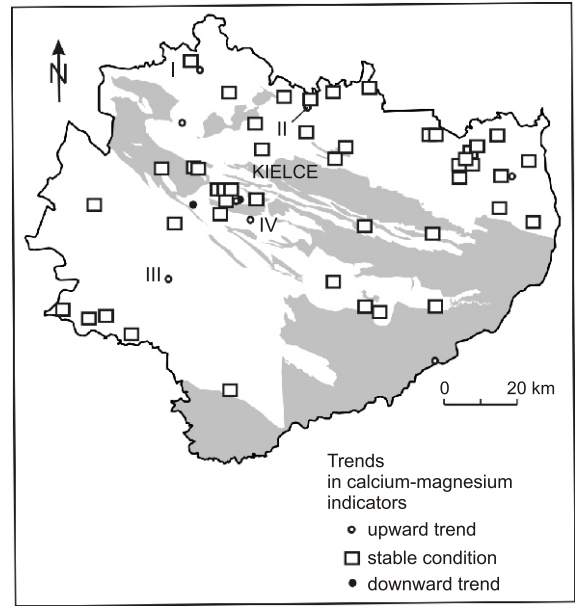 I
N
II
KIELCE
IV
III
0 20 km
Trends
in calcium-magnesium
indicators
upward trend
stable condition
downward trend